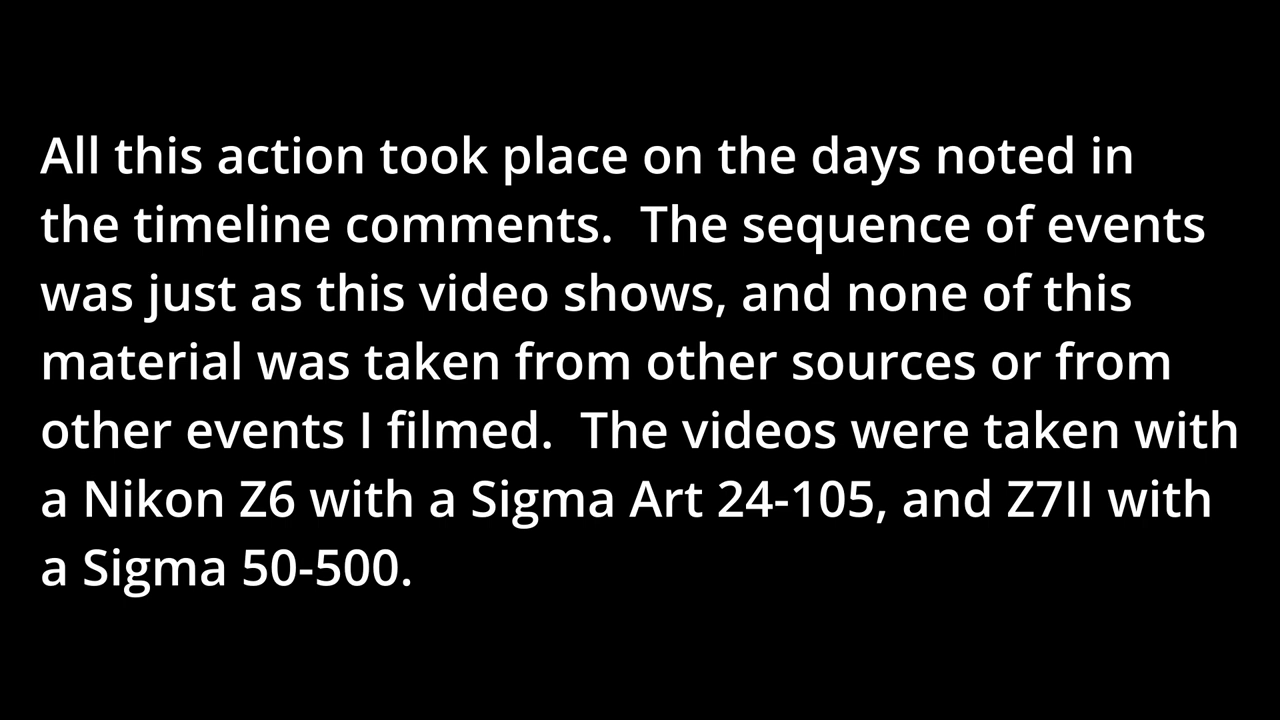 All this action took place on the days noted in
the timeline comments.  The sequence of events
was just as this video shows, and none of this
material was taken from other sources or from
other events I filmed.  The videos were taken with
a Nikon Z6 with a Sigma Art 24-105, and Z7II with
a Sigma 50-500.